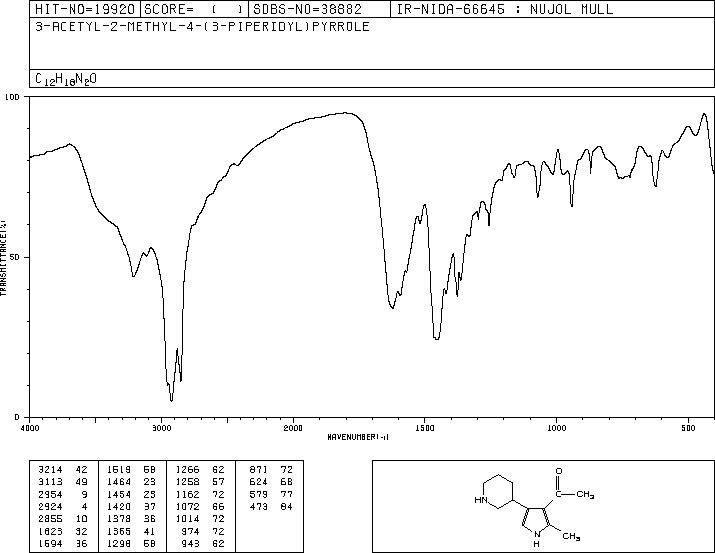 HIT-NO=19920 SCORE= ( ) SDBS-NO=38882 IR-NIDA-66645 : NUJOL MULL
3-ACETYL-2-METHYL-4-(3-PIPERIDYL)PYRROLE
C12H18N2O
100
TRANSMITTANCE(%)
50
0
4000 3000 2000 1500 1000 500
WAVENUMBER(-1)
3214 42 1519 58 1266 62 871 72
3113 49 1464 23 1258 57 624 68
2954 9 1454 23 1162 72 579 77
2924 4 1420 37 1072 66 473 84
2855 10 1378 36 1014 72
1623 32 1365 41 974 72
1594 36 1298 58 943 62
O
CH3
HN
N
H
CH3